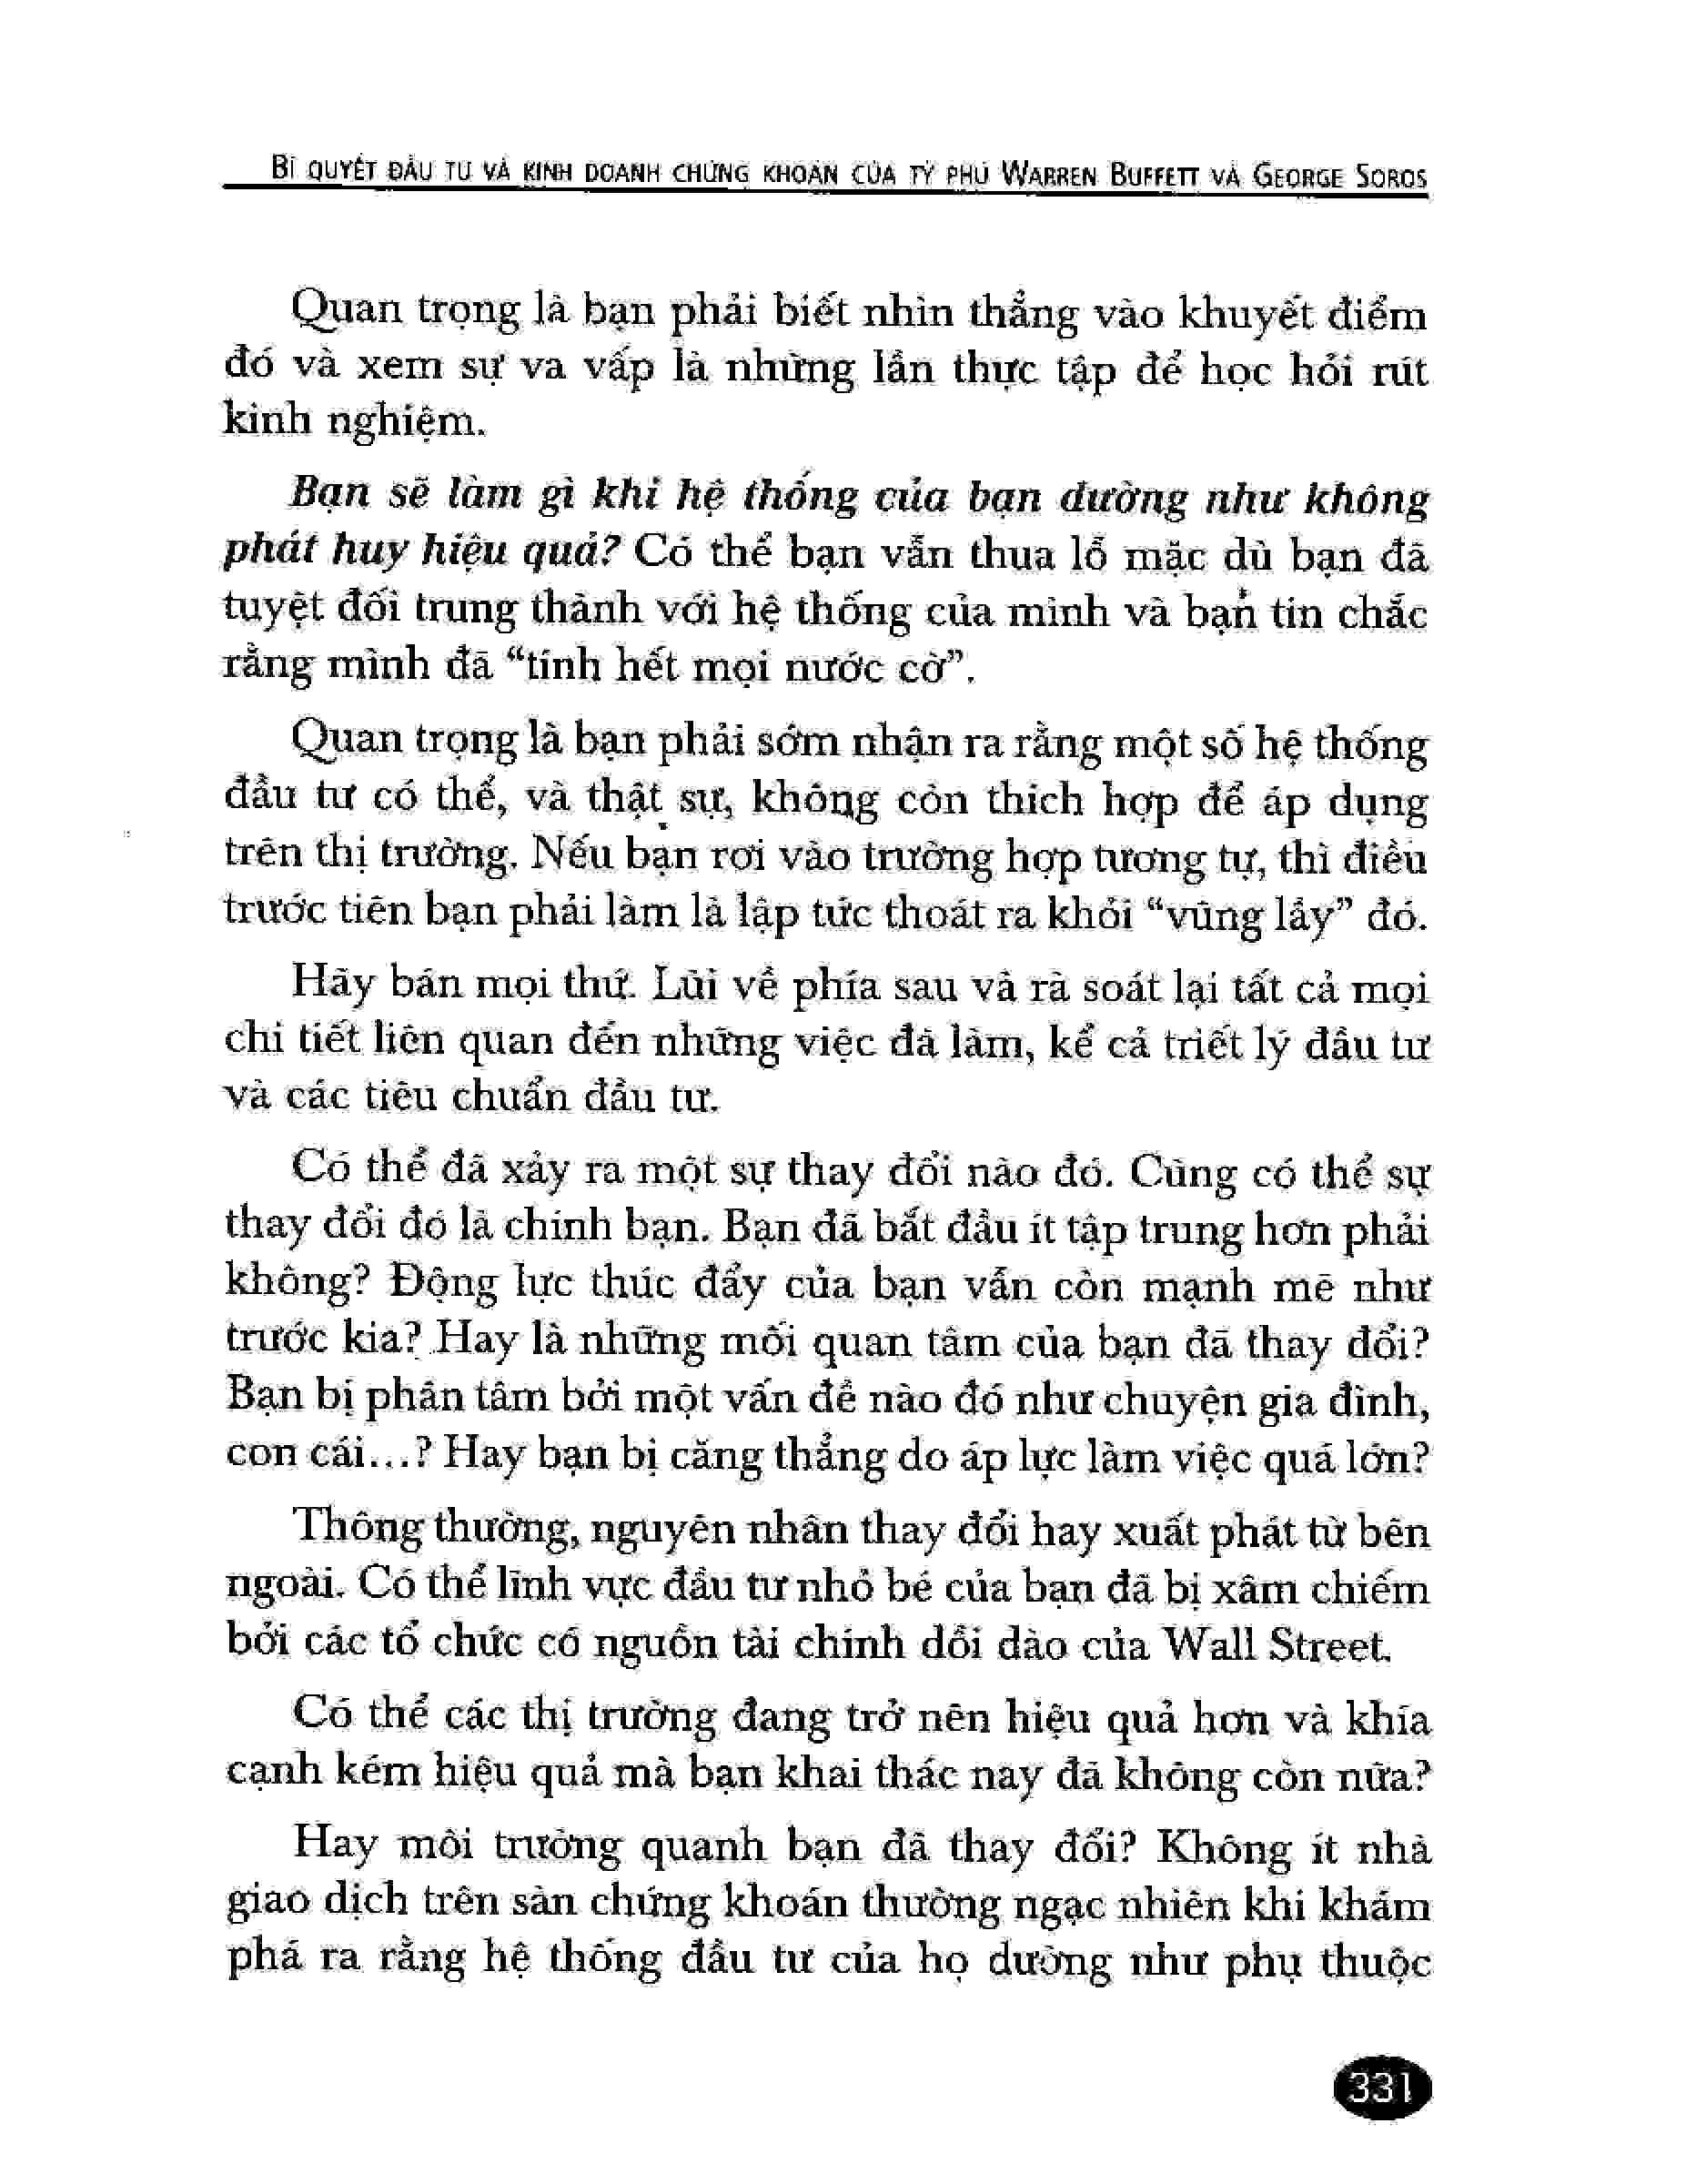 BÍ QUYẾT ĐẦU TƯ VÀ KINH DOANH CHỨNG KHOÁN CỦA TỶ PHÚ WARREN BUFFETT VÀ GEORGE SOROS
Quan trọng là bạn phải biết nhìn thẳng vào khuyết điểm
đó và xem sự va vấp là những lần thực tập để học hỏi rút
kinh nghiệm.
Bạn sẽ làm gì khi hệ thống của bạn dường như không
phát huy hiệu quả? Có thể bạn vẫn thua lỗ mặc dù bạn đã
tuyệt đối trung thành với hệ thống của mình và bạn tin chắc
rằng mình đã “tính hết mọi nước cờ”.
Quan trọng là bạn phải sớm nhận ra rằng một số hệ thống
đầu tư có thể, và thật sự, không còn thích hợp để áp dụng
trên thị trường. Nếu bạn rơi vào trường hợp tương tự, thì điều
trước tiên bạn phải làm là lập tức thoát ra khỏi “vũng lầy” đó.
Hãy bán mọi thứ. Lùi về phía sau và rà soát lại tất cả mọi
chi tiết liên quan đến những việc đã làm, kể cả triết lý đầu tư
và các tiêu chuẩn đầu tư.
Có thể đã xảy ra một sự thay đổi nào đó. Cũng có thể sự
thay đổi đó là chính bạn. Bạn đã bắt đầu ít tập trung hơn phải
không? Động lực thúc đẩy của bạn vẫn còn mạnh mẽ như
trước kia? Hay là những mối quan tâm của bạn đã thay đổi?
Bạn bị phân tâm bởi một vấn đề nào đó như chuyện gia đình,
con cái...? Hay bạn bị căng thẳng do áp lực làm việc quá lớn?
Thông thường, nguyên nhân thay đổi hay xuất phát từ bên
ngoài. Có thể lĩnh vực đầu tư nhỏ bé của bạn đã bị xâm chiếm
bởi các tổ chức có nguồn tài chính dồi dào của Wall Street.
Có thể các thị trường đang trở nên hiệu quả hơn và khía
cạnh kém hiệu quả mà bạn khai thác nay đã không còn nữa?
Hay môi trường quanh bạn đã thay đổi? Không ít nhà
giao dịch trên sàn chứng khoán thường ngạc nhiên khi khám
phá ra rằng hệ thống đầu tư của họ dường như phụ thuộc
331